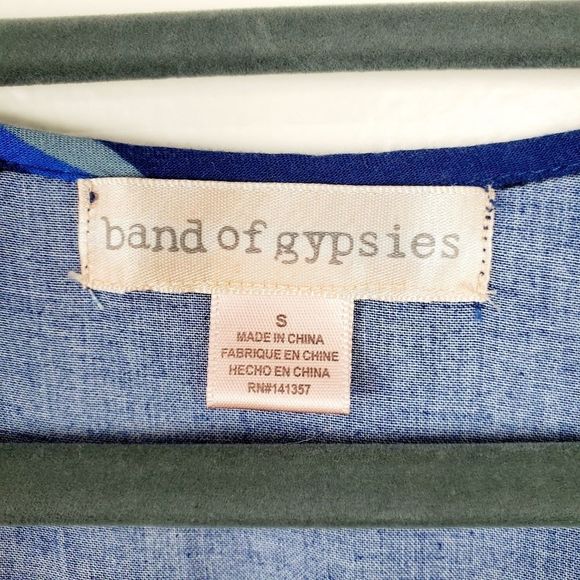 band of gypsies
S
MADE IN CHINA
FABRIQUE EN CHINE
HECHO EN CHINA
RN#141357